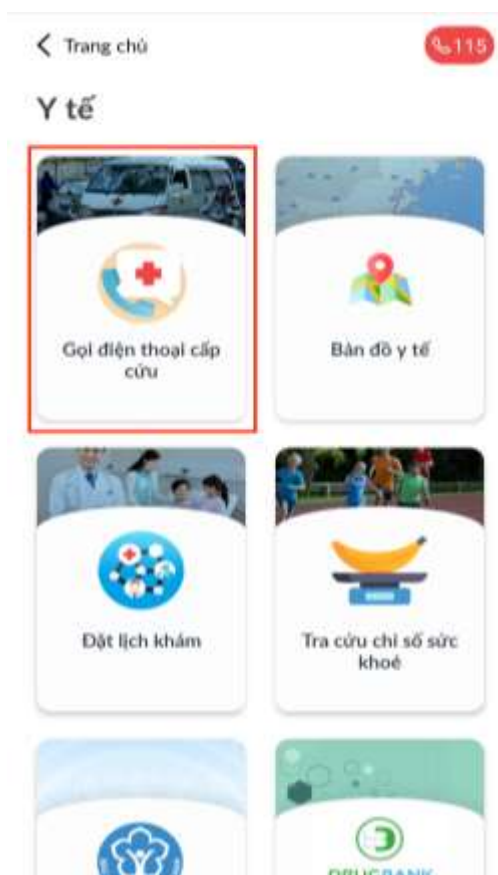 Trang chủ
115
Y tế
Gọi điện thoại cấp
cứu
Bản đồ y tế
Đặt lịch khám
Tra cứu chỉ số sức
khoẻ
DRUGBANK